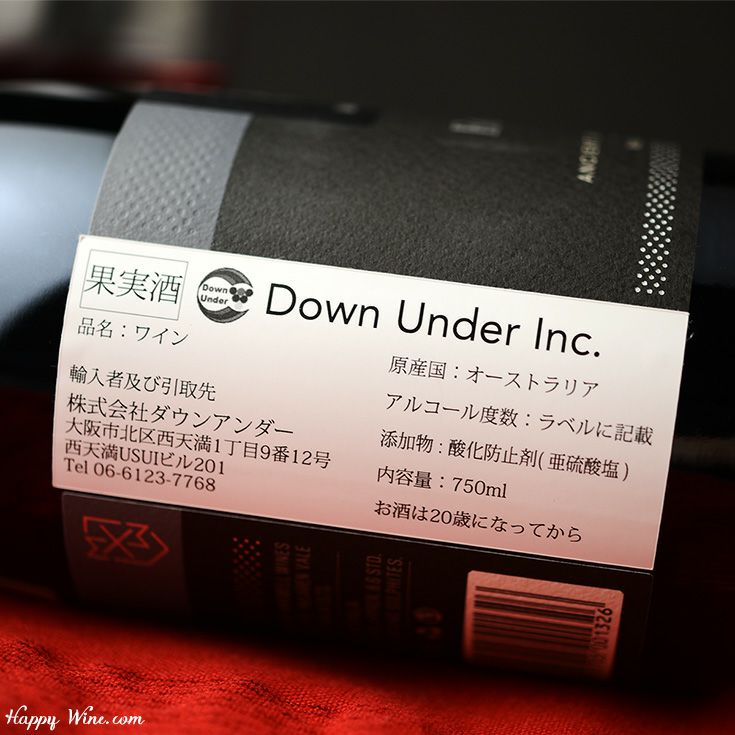 ANCIENT
果実酒
Down Under
Down Under Inc.
品名：ワイン
輸入者及び引取先
株式会社ダウンアンダー
大阪市北区西天満1丁目9番12号
西天満USUIビル201
Tel 06-6123-7768
原産国：オーストラリア
アルコール度数：ラベルに記載
添加物：酸化防止剤(亜硫酸塩)
内容量：750ml
お酒は20歳になってから
Happy Wine.com